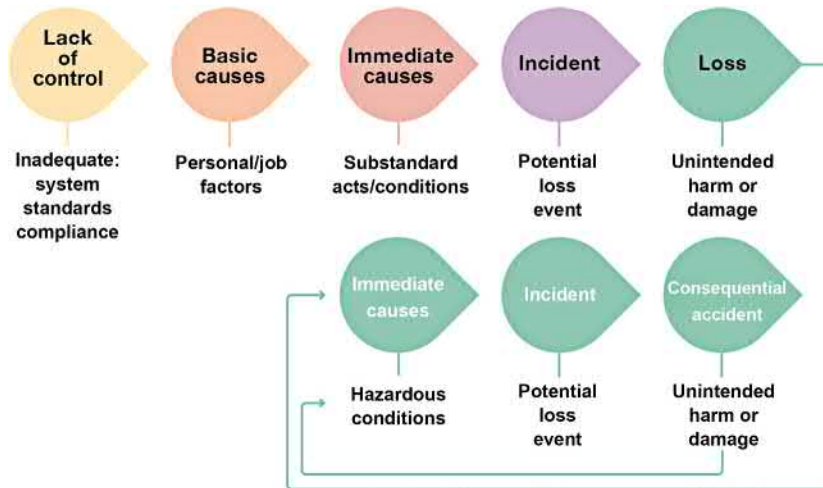 Lack
of
control
Basic
causes
Immediate
causes
Incident
Loss
Inadequate:
system
standards
compliance
Personal/job
factors
Substandard
acts/conditions
Potential
loss
event
Unintended
harm or
damage
Immediate
causes
Incident
Consequential
accident
Hazardous
conditions
Potential
loss
event
Unintended
harm or
damage